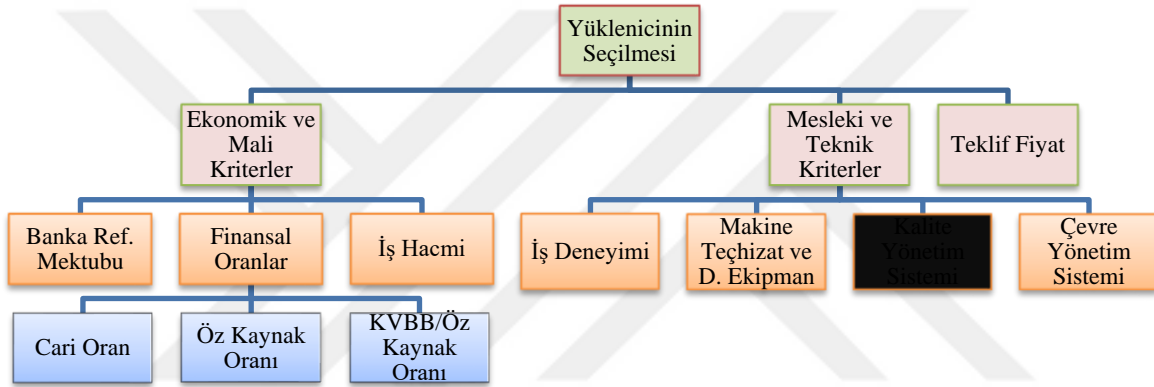 Yüklenicinin
Seçilmesi
Ekonomik ve
Mali
Kriterler
Mesleki ve
Teknik
Kriterler
Teklif Fiyat
Banka Ref.
Mektubu
Finansal
Oranlar
İş Hacmi
İş Deneyimi
Makine
Teçhizat ve
D. Ekipman
Kalite
Yönetim
Sistemi
Çevre
Yönetim
Sistemi
Cari Oran
Öz Kaynak
Oranı
KVBB/Öz
Kaynak
Oranı